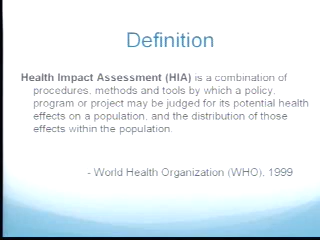 Definition
Health Impact Assessment (HIA) is a combination of
procedures, methods and tools by which a policy,
program or project may be judged for its potential health
effects on a population, and the distribution of those
effects within the population.
- World Health Organization (WHO), 1999